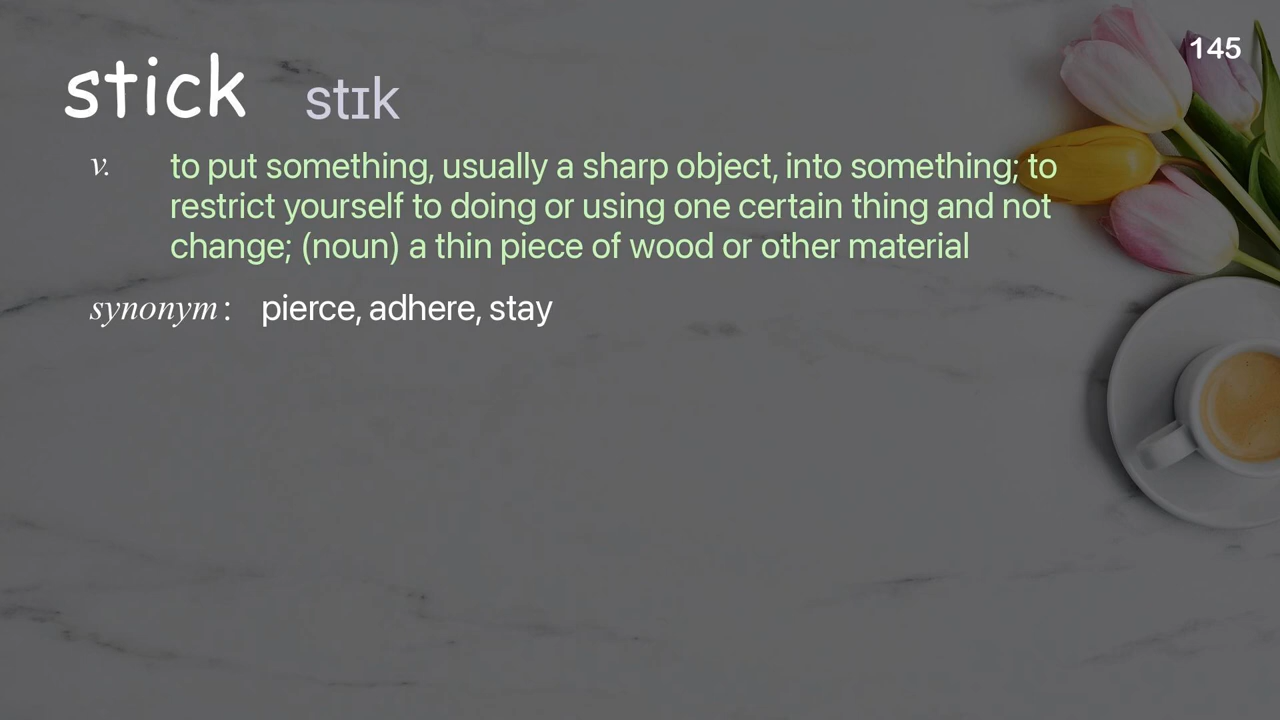 145
stick stɪk
v. to put something, usually a sharp object, into something; to
restrict yourself to doing or using one certain thing and not
change; (noun) a thin piece of wood or other material
synonym: pierce, adhere, stay